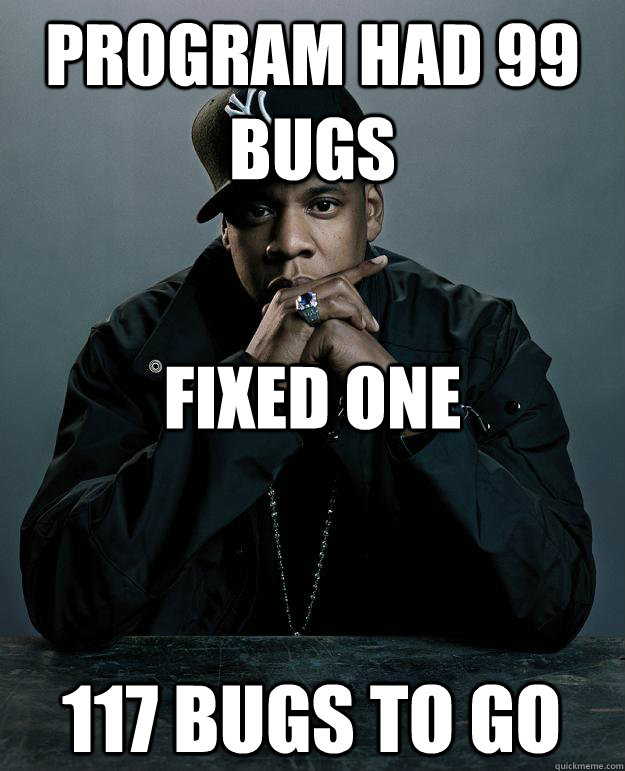 PROGRAM HAD 99
BUGS
FIXED ONE
117 BUGS TO GO
quickmeme.com